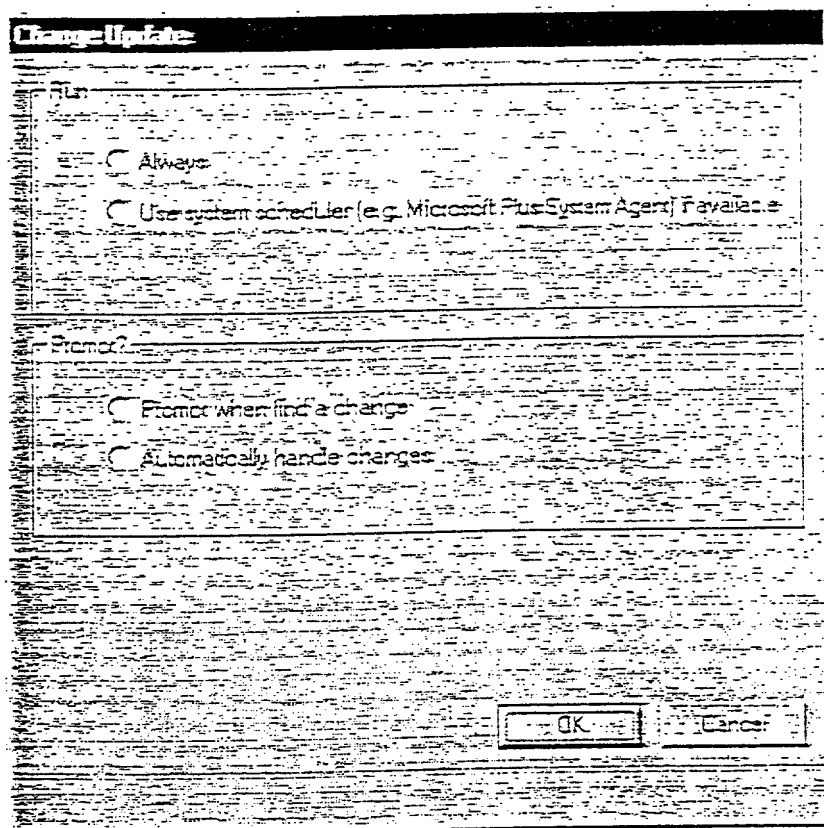 Change Update
Run
Always
Use system scheduler (e.g. Microsoft Plus System Agent) if available
Prompt?
Prompt when find a change
Automatically handle changes
OK
Cancel